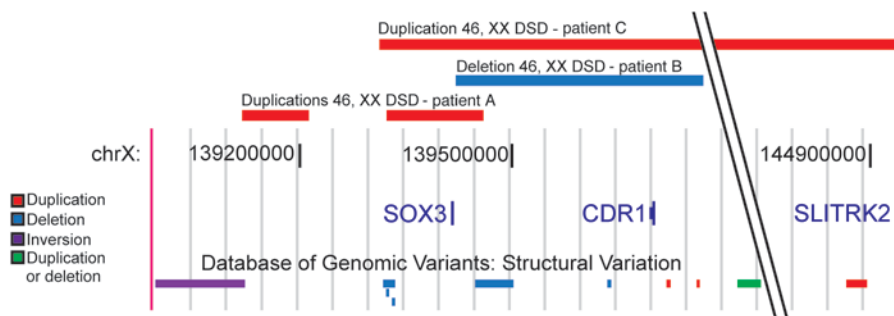 Duplication 46, XX DSD - patient C
Deletion 46, XX DSD - patient B
Duplications 46, XX DSD - patient A
chrX: 139200000 139500000 144900000
Duplication
Deletion
Inversion
Duplication
or deletion
SOX3 CDR1 SLITRK2
Database of Genomic Variants: Structural Variation